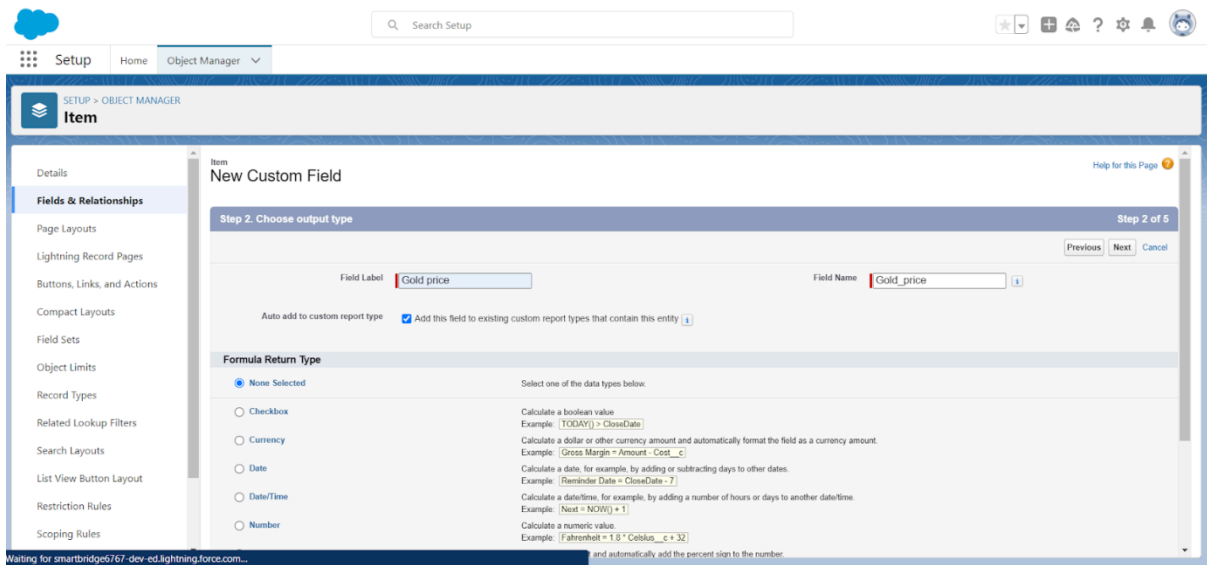 Search Setup
Setup
Home
Object Manager
SETUP > OBJECT MANAGER
Item
Details
Fields & Relationships
Page Layouts
Lightning Record Pages
Buttons, Links, and Actions
Compact Layouts
Field Sets
Object Limits
Record Types
Related Lookup Filters
Search Layouts
List View Button Layout
Restriction Rules
Scoping Rules
Item
New Custom Field
Help for this Page
Step 2. Choose output type
Step 2 of 5
Previous Next Cancel
Field Label Gold price
Field Name Gold_price
Auto add to custom report type
Add this field to existing custom report types that contain this entity
Formula Return Type
None Selected
Select one of the data types below.
Checkbox
Calculate a boolean value
Example: TODAY() > CloseDate
Currency
Calculate a dollar or other currency amount and automatically format the field as a currency amount.
Example: Gross Margin = Amount - Cost__c
Date
Calculate a date, for example, by adding or subtracting days to other dates.
Example: Reminder Date = CloseDate - 7
Date/Time
Calculate a date/time, for example, by adding a number of hours or days to another date/time.
Example: Next = NOW() + 1
Number
Calculate a numeric value.
Example: Fahrenheit = 1.8 * Celsius__c + 32
and automatically add the percent sign to the number.
Waiting for smartbridge6767-dev-ed.lightning.force.com...